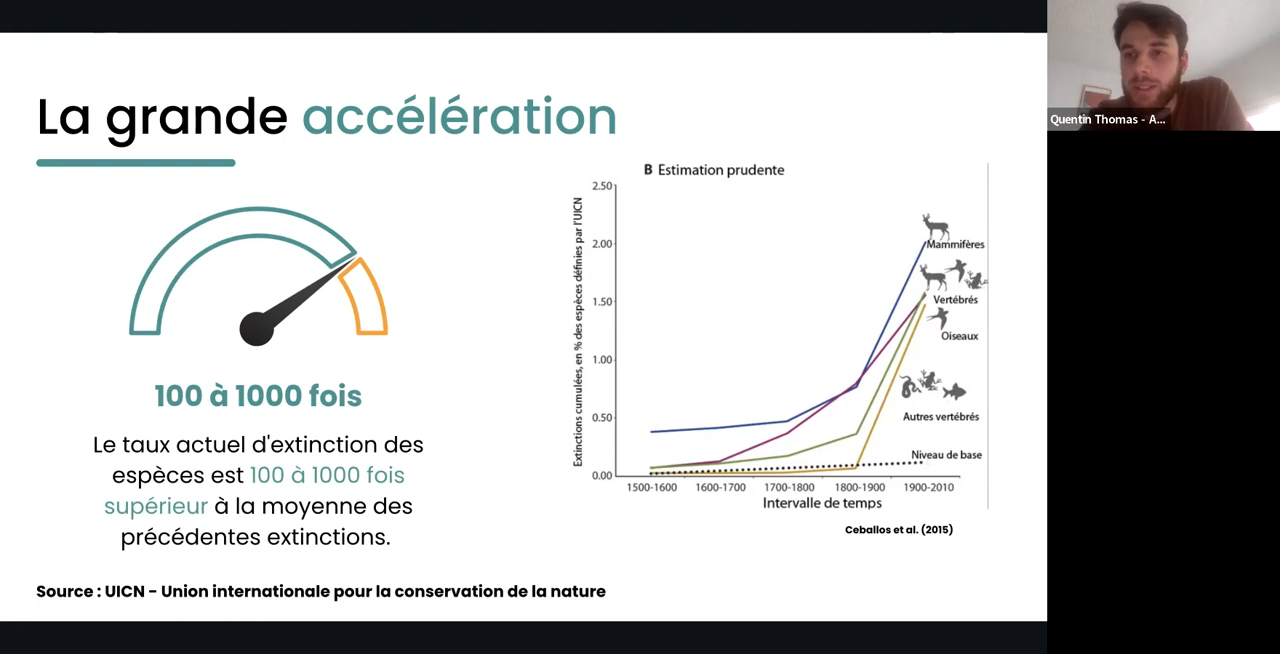 La grande accélération
100 à 1000 fois
Le taux actuel d'extinction des
espèces est 100 à 1000 fois
supérieur à la moyenne des
précédentes extinctions.
Source : UICN - Union internationale pour la conservation de la nature
B Estimation prudente
Extinctions cumulées, en % des espèces définies par l'UICN
2.50
2.00
1.50
1.00
0.50
0.00
Mammifères
Vertébrés
Oiseaux
Autres vertébrés
Niveau de base
1500-1600 1600-1700 1700-1800 1800-1900 1900-2010
Intervalle de temps
Ceballos et al. (2015)
Quentin Thomas - A...